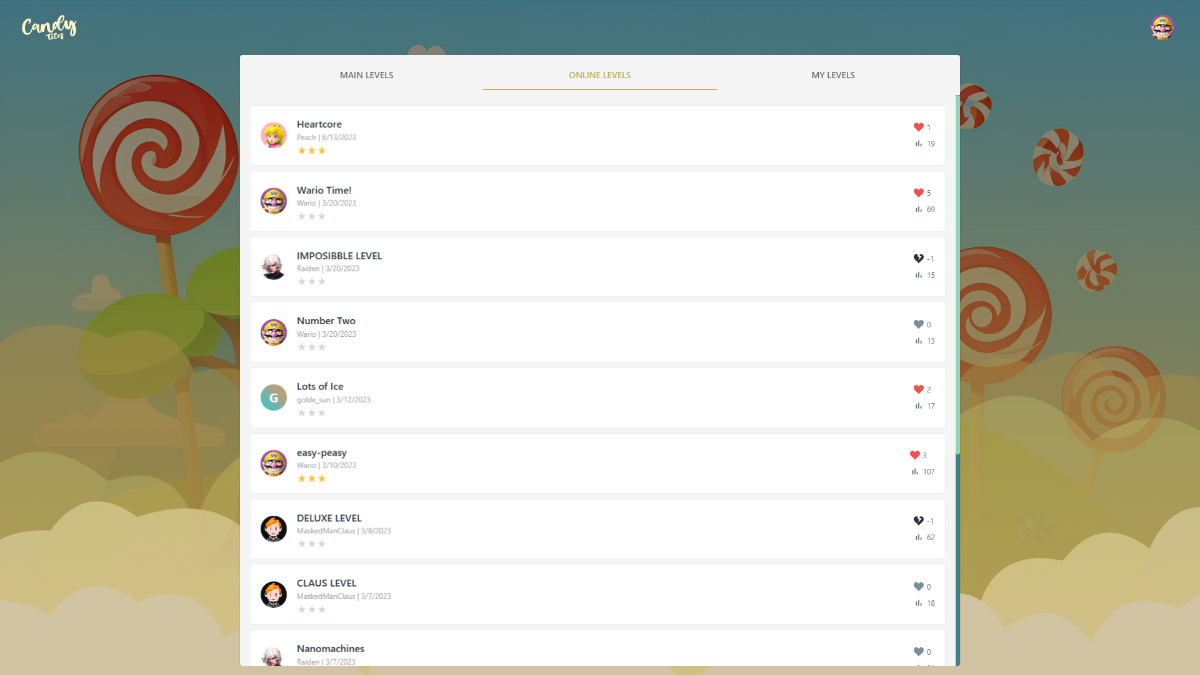 Candy
Tiles
MAIN LEVELS
ONLINE LEVELS
MY LEVELS
Heartcore
Peach | 6/13/2023
1
19
Wario Time!
Wario | 3/20/2023
5
69
IMPOSIBBLE LEVEL
Raiden | 3/20/2023
-1
15
Number Two
Wario | 3/20/2023
0
13
G
Lots of Ice
golde_sun | 3/12/2023
2
17
easy-peasy
Wario | 3/10/2023
3
107
DELUXE LEVEL
MaskedManClaus | 3/8/2023
-1
62
CLAUS LEVEL
MaskedManClaus | 3/7/2023
0
18
Nanomachines
Raiden | 3/7/2023
0